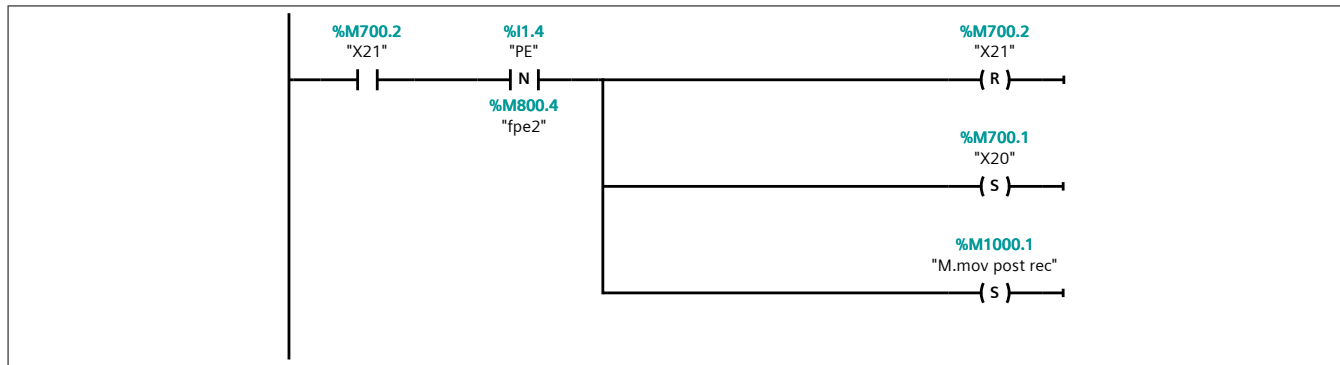 %M700.2
"X21"
%I1.4
"PE"
N
%M800.4
"fpe2"
%M700.2
"X21"
R
%M700.1
"X20"
S
%M1000.1
"M.mov post rec"
S